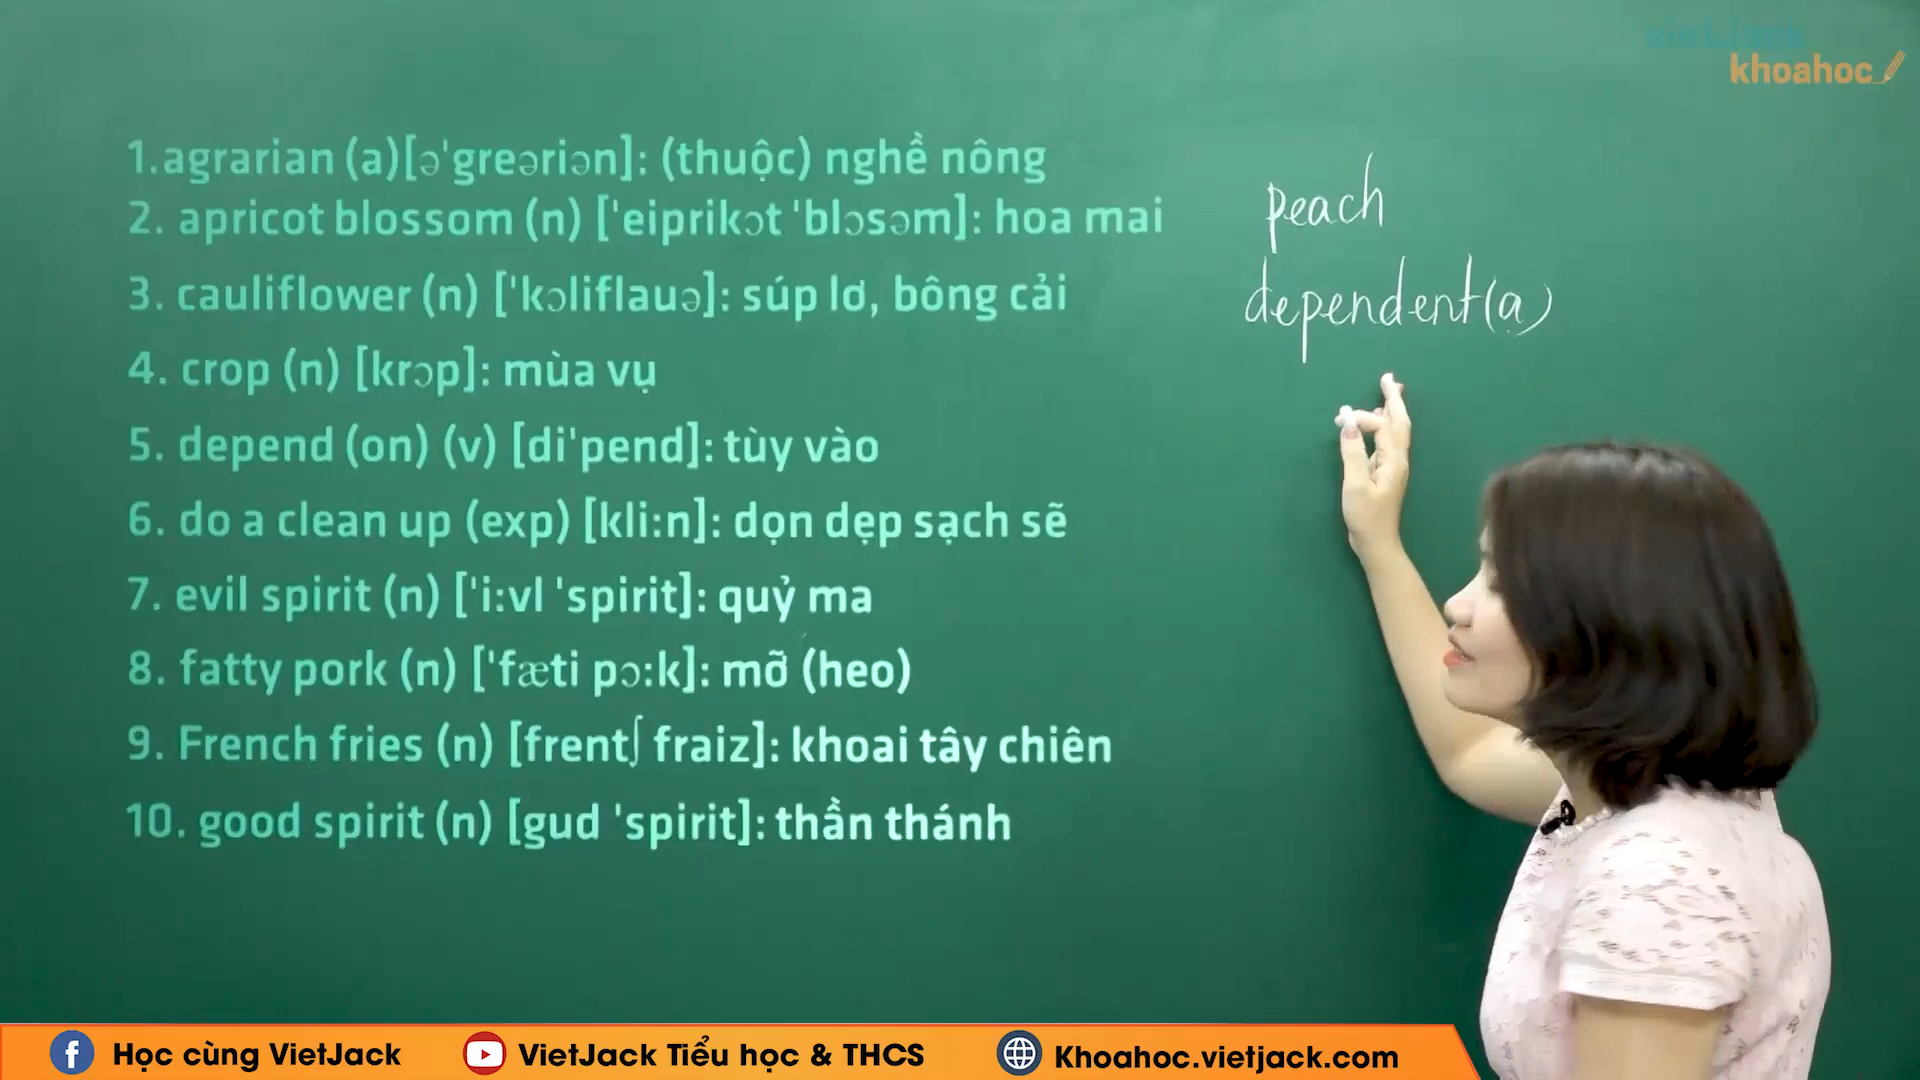 khoahoc
1.agrarian (a)[ə'greəriən]: (thuộc) nghề nông
2. apricot blossom (n) ['eiprikɔt 'blɔsəm]: hoa mai
3. cauliflower (n) ['kɔliflauə]: súp lơ, bông cải
4. crop (n) [krɔp]: mùa vụ
5. depend (on) (v) [di'pend]: tùy vào
6. do a clean up (exp) [kli:n]: dọn dẹp sạch sẽ
7. evil spirit (n) ['i:vl 'spirit]: quỷ ma
8. fatty pork (n) ['fæti pɔ:k]: mỡ (heo)
9. French fries (n) [frent∫ fraiz]: khoai tây chiên
10. good spirit (n) [gud 'spirit]: thần thánh
peach
dependent(a)
Học cùng VietJack
VietJack Tiểu học & THCS
Khoahoc.vietjack.com